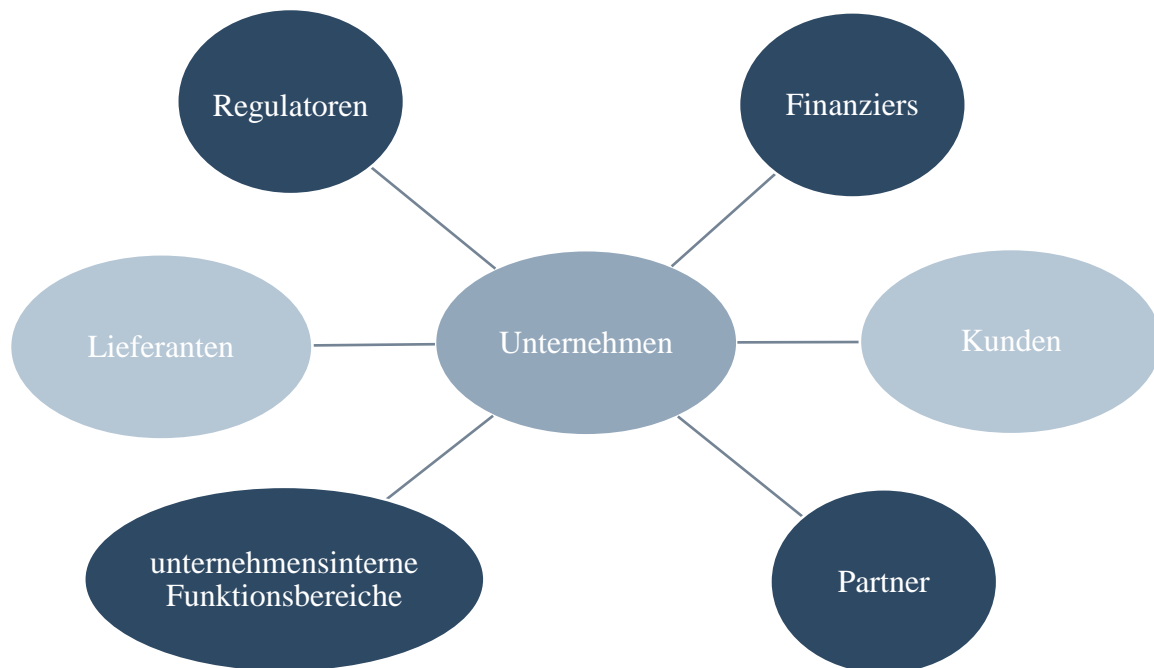 Regulatoren
Finanziers
Lieferanten
Unternehmen
Kunden
unternehmensinterne
Funktionsbereiche
Partner